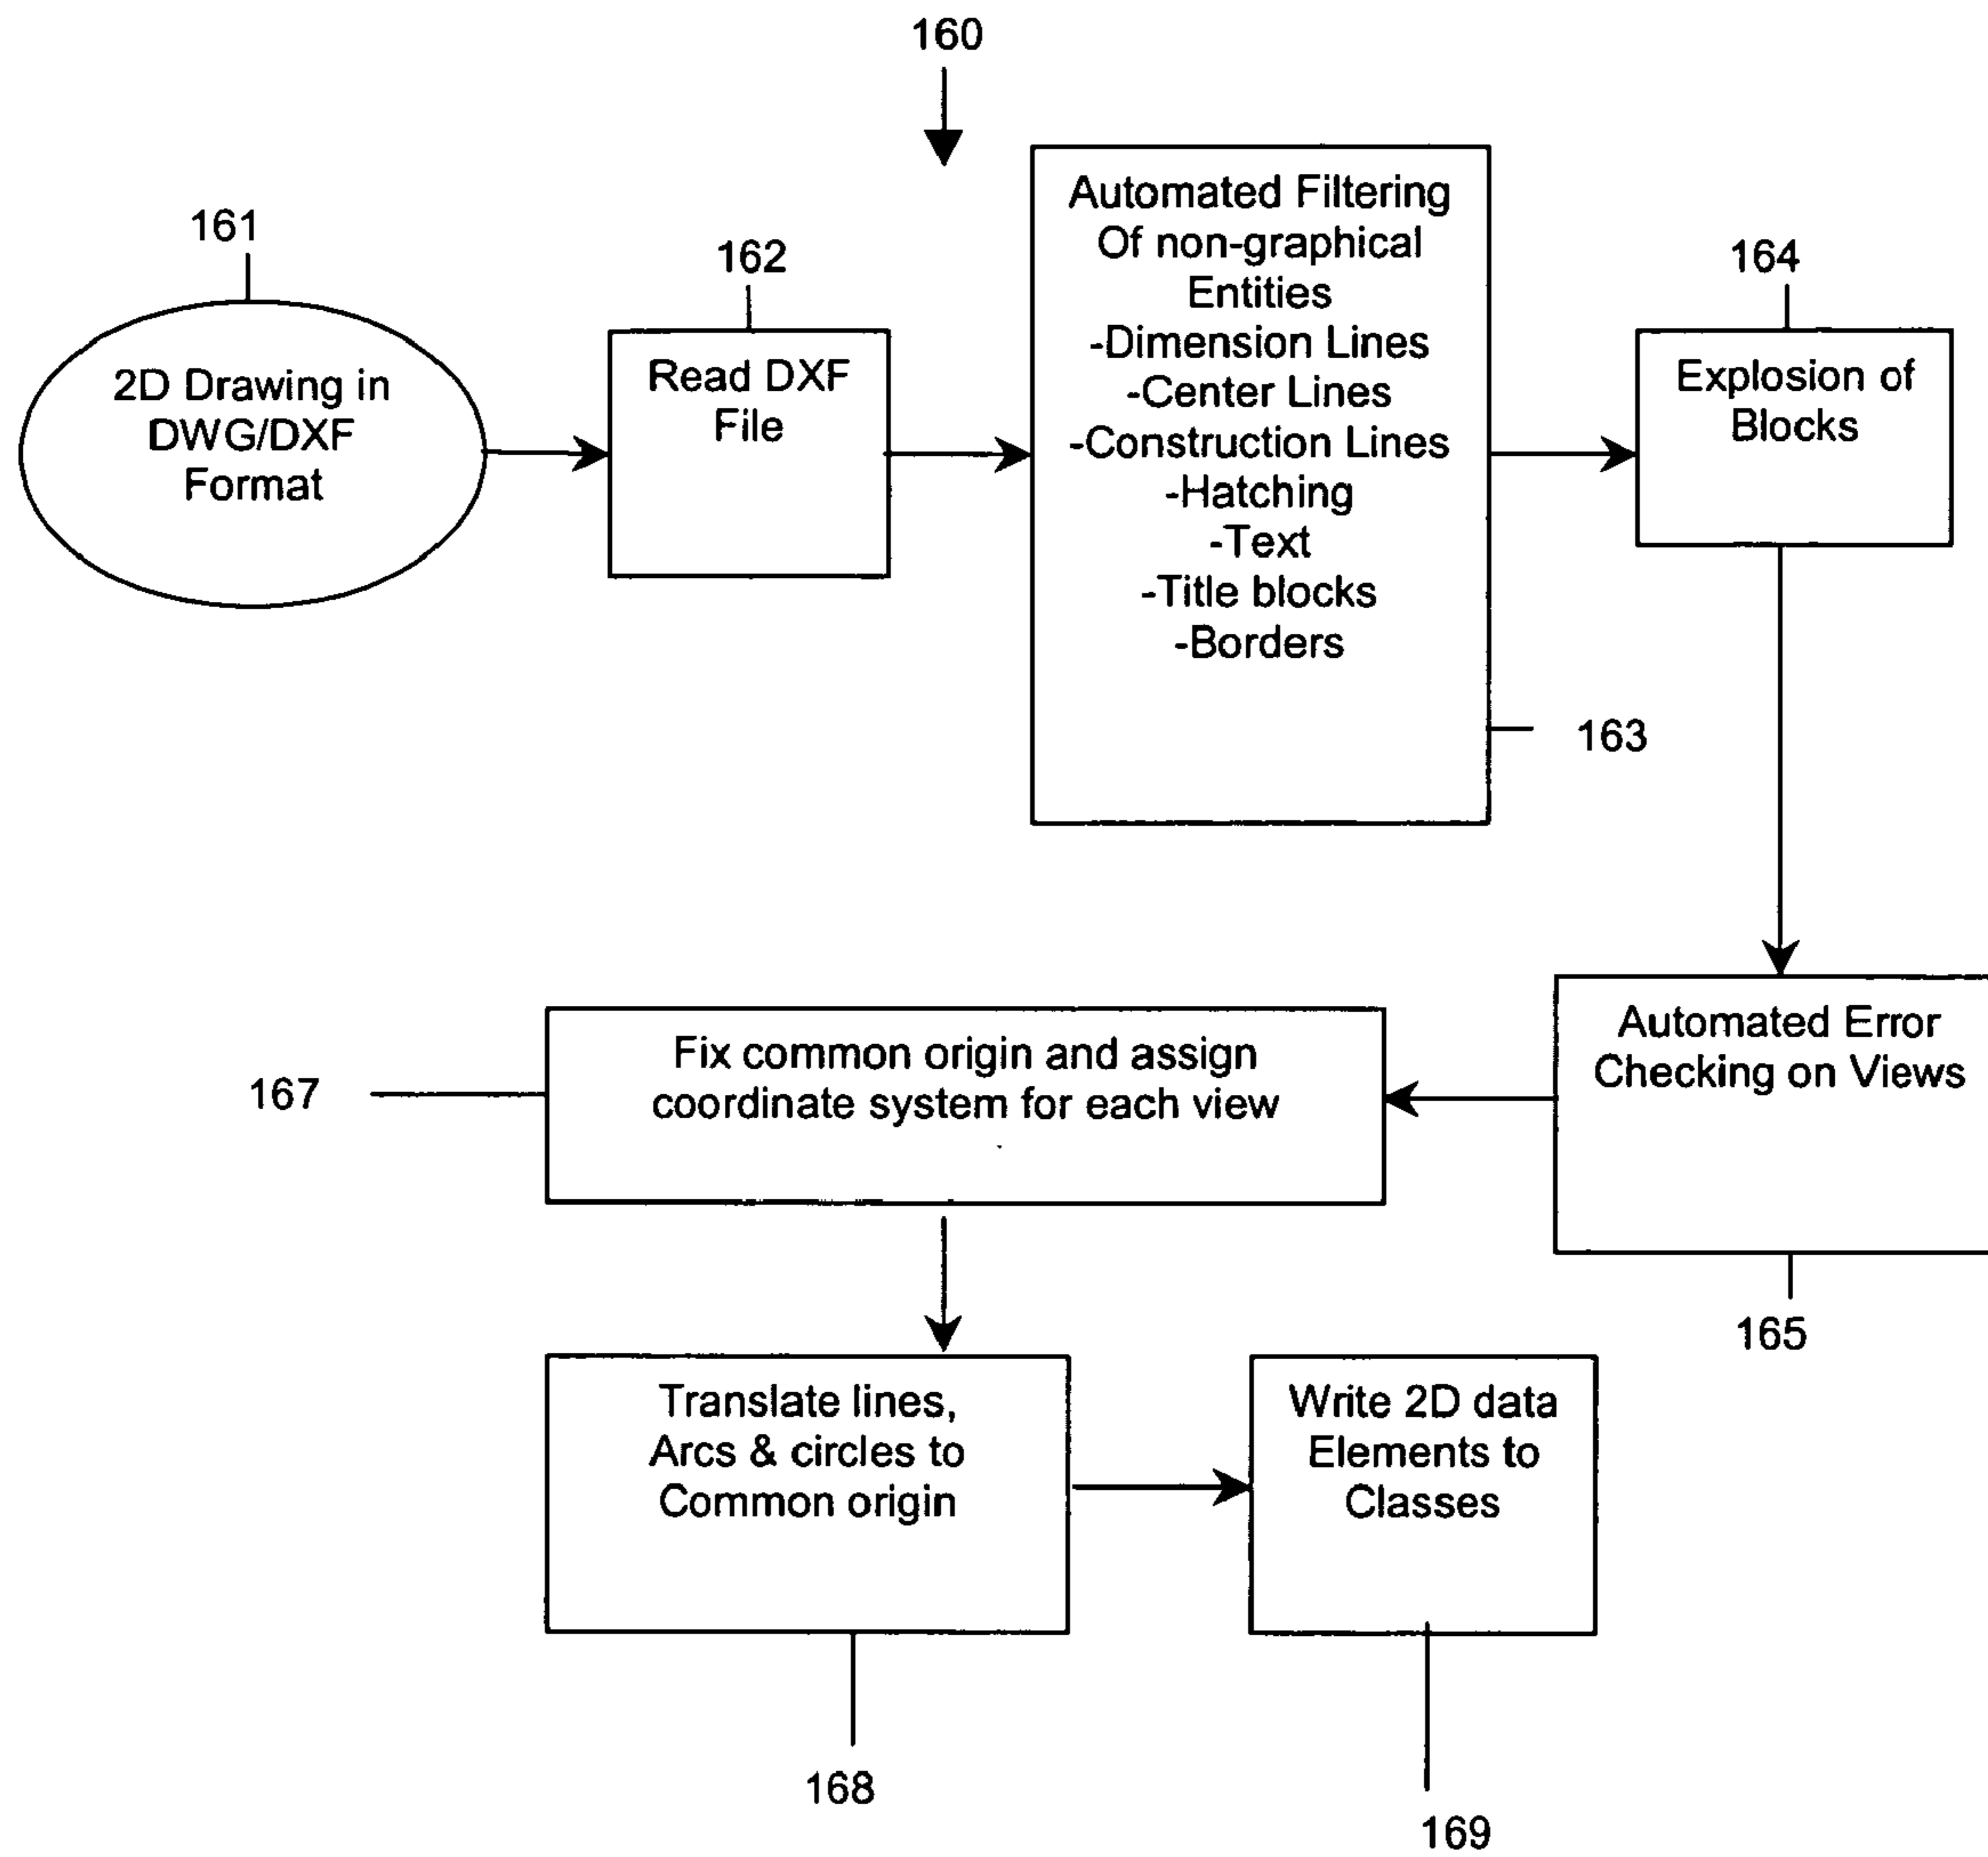 160
161
2D Drawing in
DWG/DXF
Format
162
Read DXF
File
Automated Filtering
Of non-graphical
Entities
-Dimension Lines
-Center Lines
-Construction Lines
-Hatching
-Text
-Title blocks
-Borders
163
164
Explosion of
Blocks
Automated Error
Checking on Views
165
167
Fix common origin and assign
coordinate system for each view
Translate lines,
Arcs & circles to
Common origin
168
Write 2D data
Elements to
Classes
169